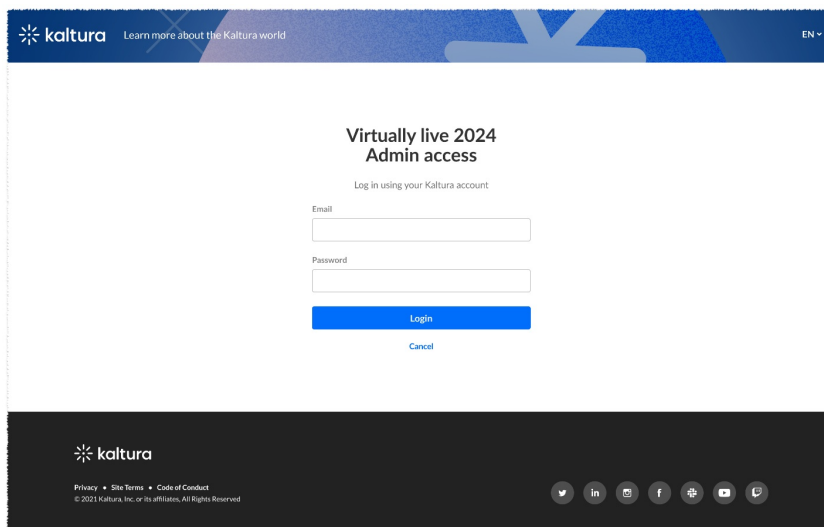 kaltura Learn more about the Kaltura world EN
Virtually live 2024
Admin access
Log in using your Kaltura account
Email
Password
Login
Cancel
kaltura
Privacy • Site Terms • Code of Conduct
© 2021 Kaltura, Inc. or its affiliates, All Rights Reserved